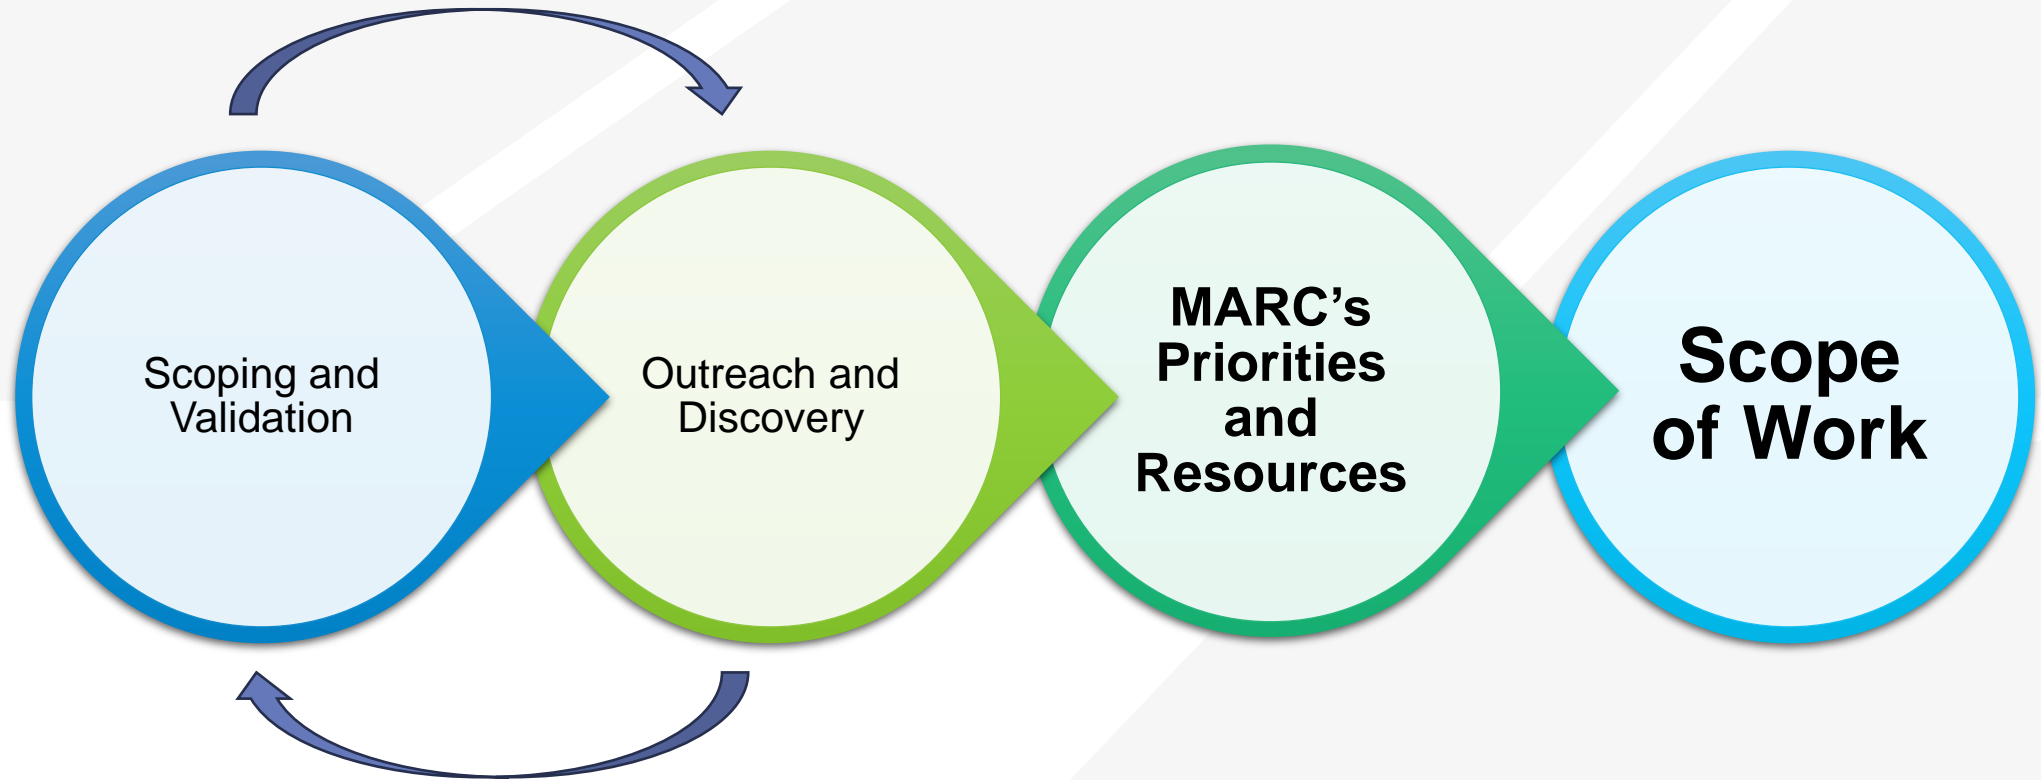 Scoping and
Validation
Outreach and
Discovery
MARC’s
Priorities
and
Resources
Scope
of Work